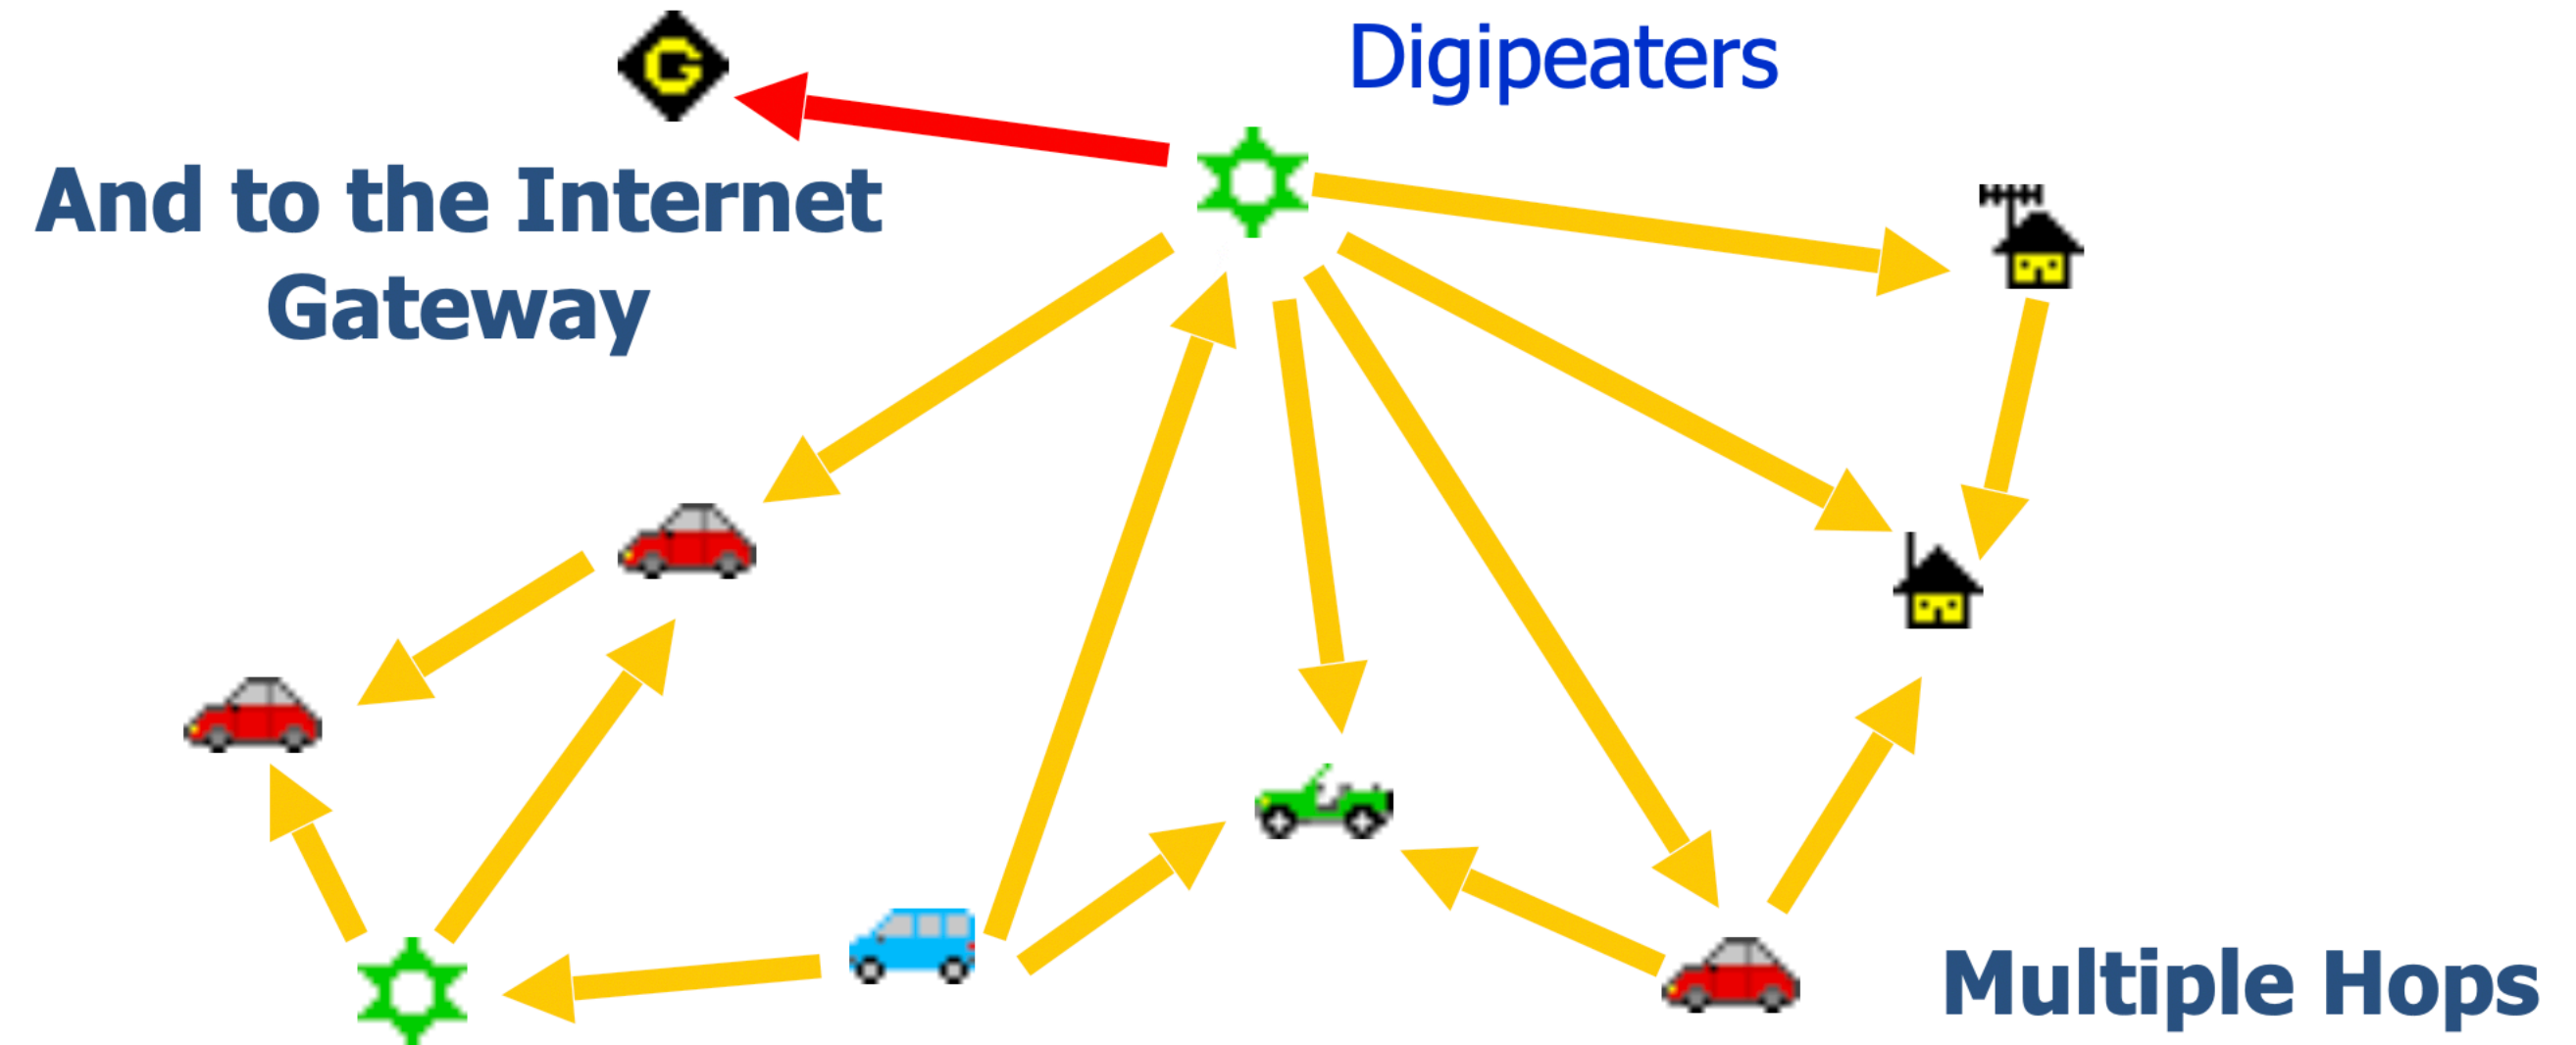 G
Digipeaters
And to the Internet
Gateway
Multiple Hops